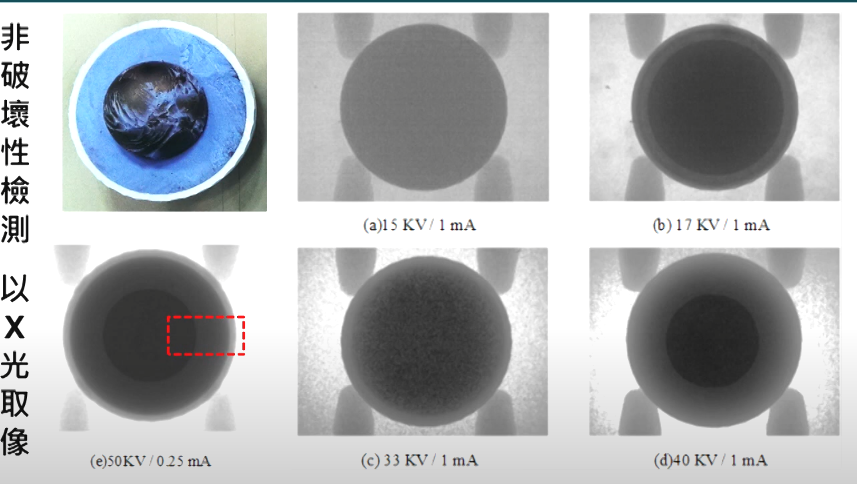 非破壞性檢測 以X光取像
(a)15 KV / 1 mA
(b) 17 KV / 1 mA
(e)50KV / 0.25 mA
(c) 33 KV / 1 mA
(d)40 KV / 1 mA